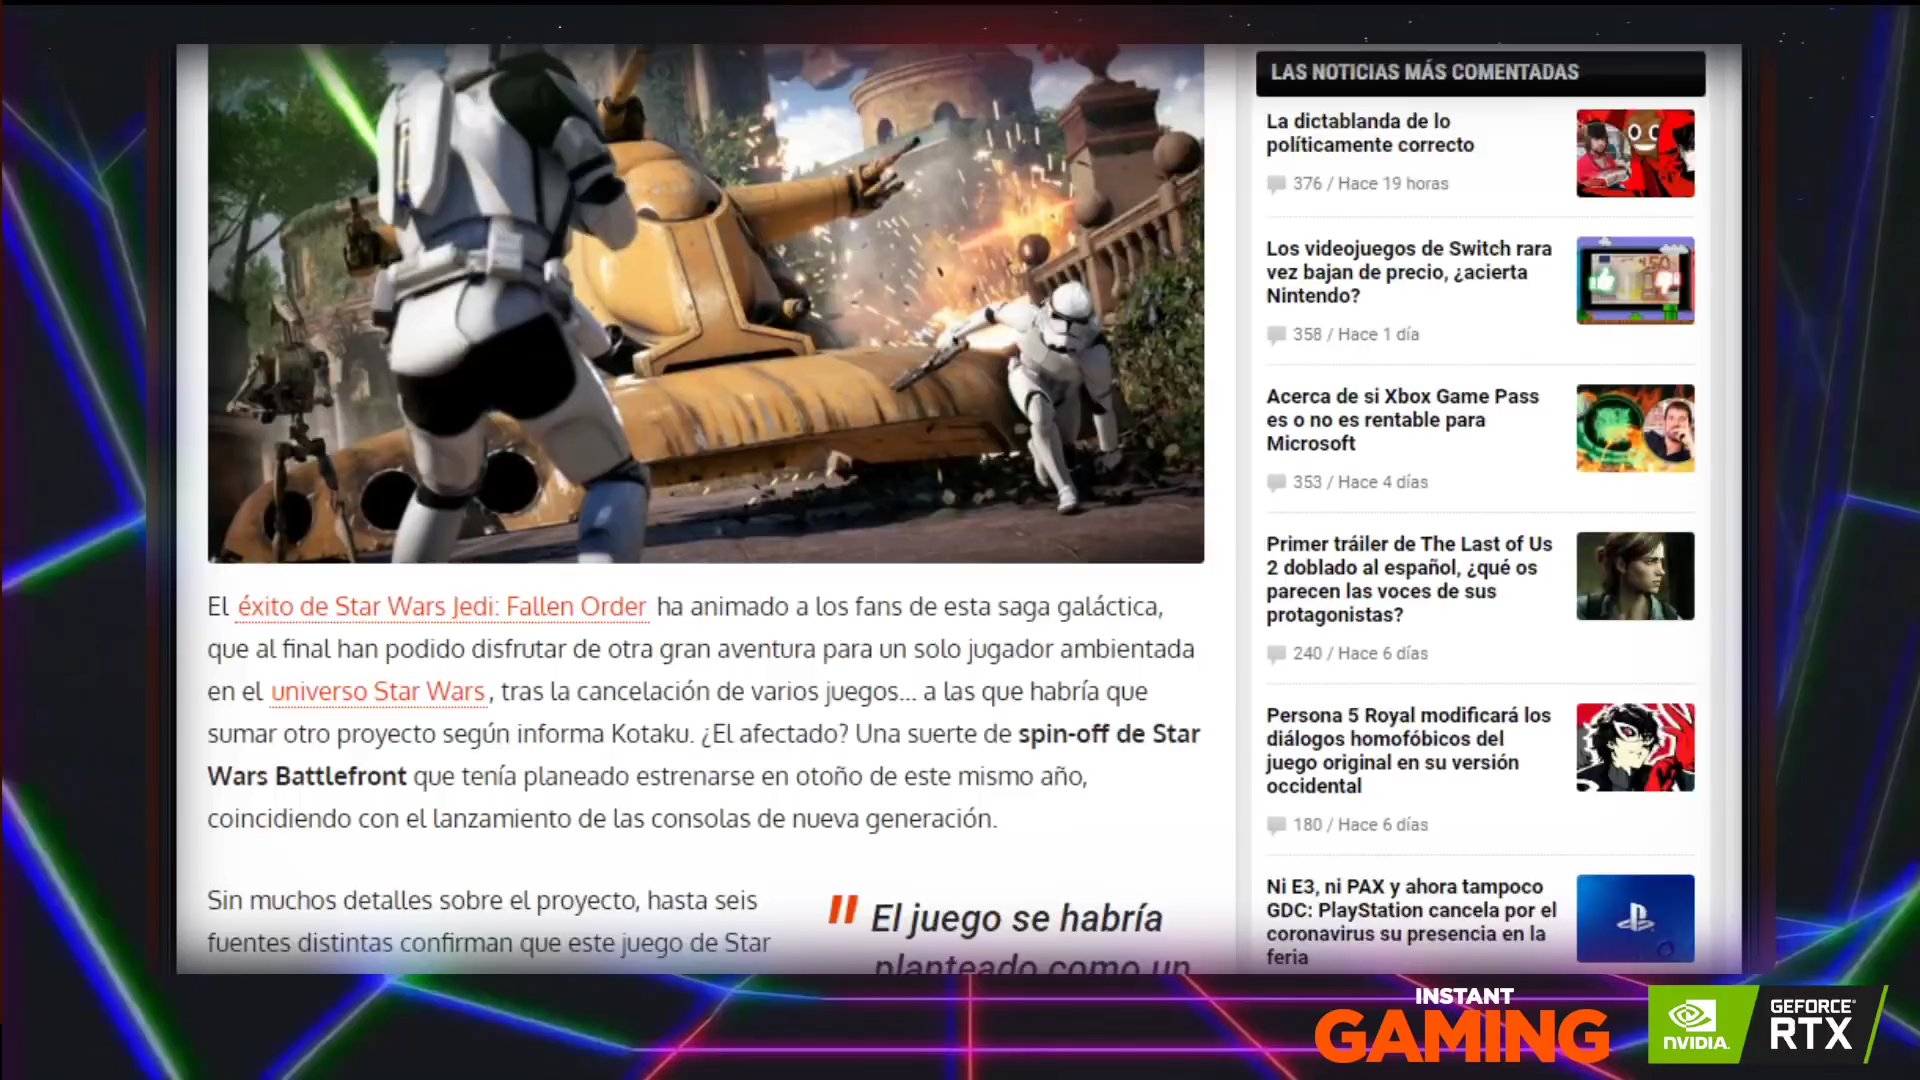 El éxito de Star Wars Jedi: Fallen Order ha animado a los fans de esta saga galáctica,
que al final han podido disfrutar de otra gran aventura para un solo jugador ambientada
en el universo Star Wars, tras la cancelación de varios juegos... a las que habría que
sumar otro proyecto según informa Kotaku. ¿El afectado? Una suerte de spin-off de Star
Wars Battlefront que tenía planeado estrenarse en otoño de este mismo año,
coincidiendo con el lanzamiento de las consolas de nueva generación.
Sin muchos detalles sobre el proyecto, hasta seis
fuentes distintas confirman que este juego de Star
" El juego se habría
planteado como un
LAS NOTICIAS MÁS COMENTADAS
La dictablanda de lo
políticamente correcto
376 / Hace 19 horas
Los videojuegos de Switch rara
vez bajan de precio, ¿acierta
Nintendo?
358 / Hace 1 día
Acerca de si Xbox Game Pass
es o no es rentable para
Microsoft
353 / Hace 4 días
Primer tráiler de The Last of Us
2 doblado al español, ¿qué os
parecen las voces de sus
protagonistas?
240 / Hace 6 días
Persona 5 Royal modificará los
diálogos homofóbicos del
juego original en su versión
occidental
180 / Hace 6 días
Ni E3, ni PAX y ahora tampoco
GDC: PlayStation cancela por el
coronavirus su presencia en la
feria
INSTANT
GAMING
NVIDIA.
GEFORCE
RTX